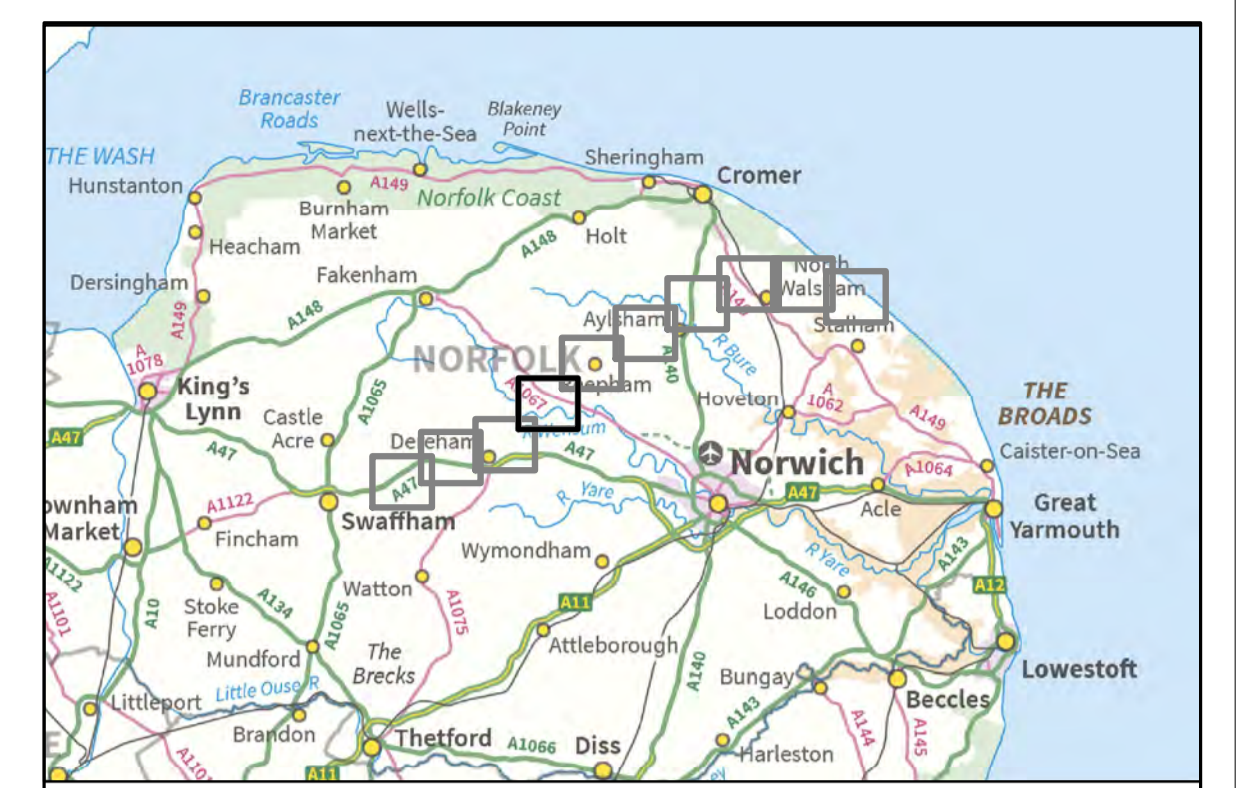 Brancaster
Roads
Wells-
next-the-Sea
Blakeney
Point
THE WASH
Hunstanton
A149
Burnham
Market
Norfolk Coast
Sheringham
Cromer
Heacham
Holt
A148
Dersingham
Fakenham
A149
A148
North
Walsham
Aylsham
Stalham
R Bure
NORFOLK
A
1078
King's
Lynn
A1065
A1067
A140
Hoveton
A
1062
A149
THE
BROADS
Castle
Acre
Dereham
R Wensum
A47
A47
A47
Norwich
A1064
Caister-on-Sea
A47
A1122
Swaffham
R Yare
A47
Acle
Great
Yarmouth
Market
Fincham
Wymondham
R Yare
A143
A1122
Watton
A146
A12
Stoke
Ferry
A134
A1065
A1075
A11
Loddon
A10
A1101
Mundford
The
Brecks
Attleborough
A140
Bungay
Lowestoft
Littleport
Little Ouse R
Beccles
Brandon
Thetford
A1066
Diss
A143
Harleston
A144
A145
A11